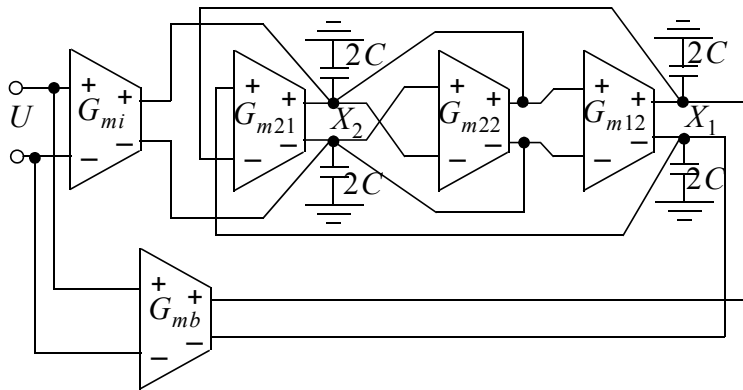 2C 2C
+ + + + + + + +
U G_mi G_m21 X_2 G_m22 G_m12 X_1
− − − − − − − −
2C 2C
+ +
G_mb
− −